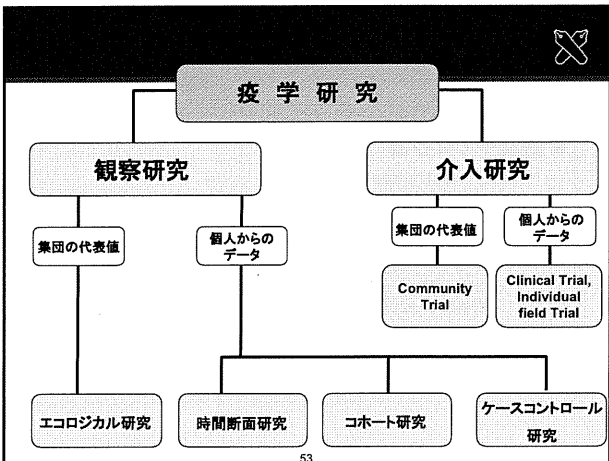 疫 学 研 究
観察研究
介入研究
集団の代表値
個人からの
データ
集団の代表値
個人からの
データ
Community
Trial
Clinical Trial,
Individual
field Trial
エコロジカル研究
時間断面研究
コホート研究
ケースコントロール
研究
53